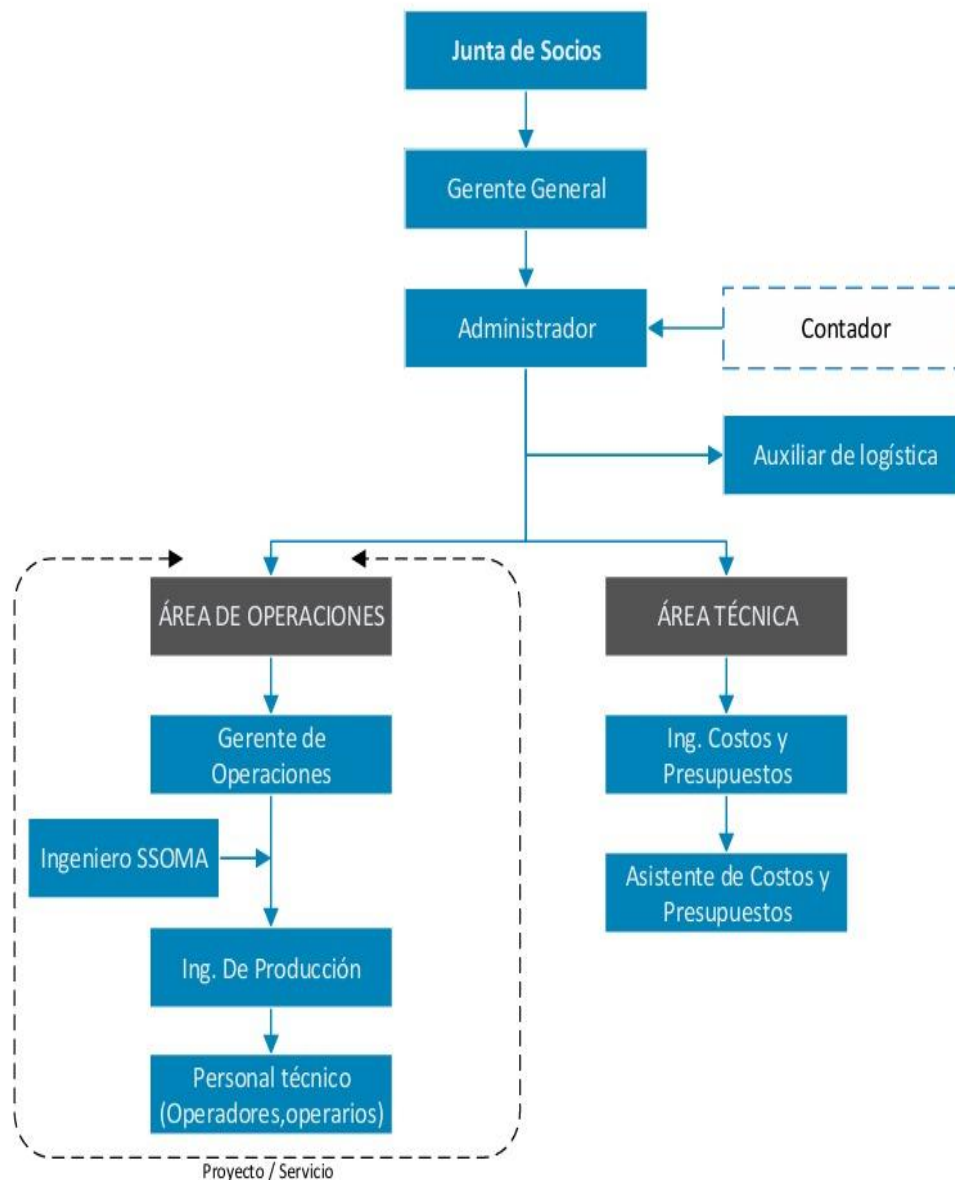 Junta de Socios
Gerente General
Administrador
Contador
Auxiliar de logística
ÁREA DE OPERACIONES
ÁREA TÉCNICA
Gerente de
Operaciones
Ing. Costos y
Presupuestos
Ingeniero SSOMA
Asistente de Costos y
Presupuestos
Ing. De Producción
Personal técnico
(Operadores,operarios)
Proyecto / Servicio